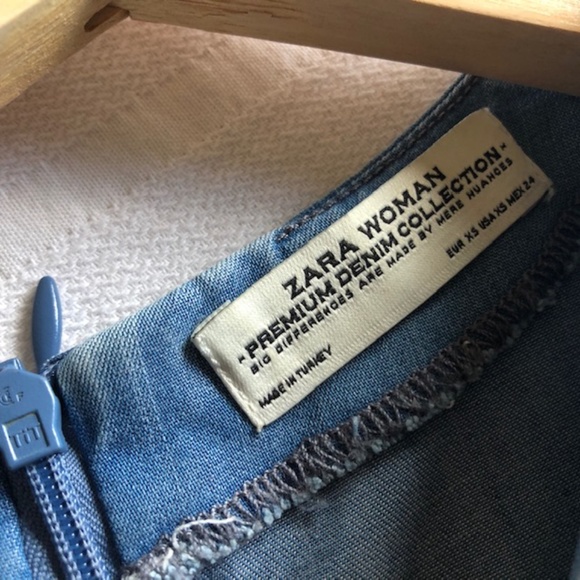 ZARA WOMAN
"PREMIUM DENIM COLLECTION"
BIG DIFFERENCES ARE MADE BY MERE NUANCES
EUR XS USA XS MEX 24
MADE IN TURKEY